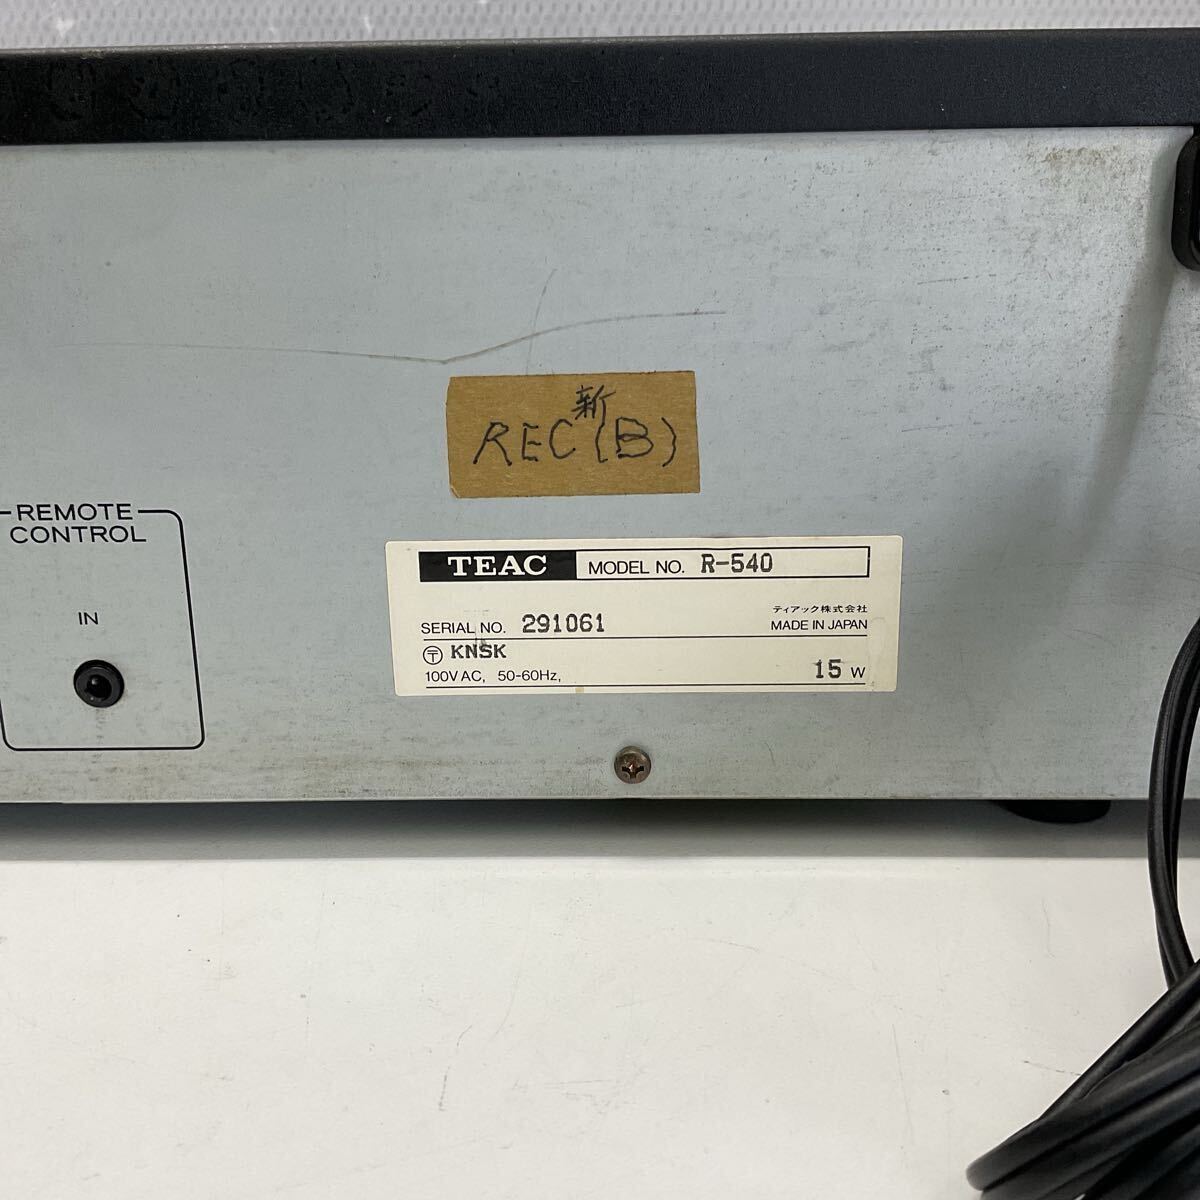 新
REC (B)
REMOTE
CONTROL
IN
TEAC MODEL NO. R-540
ティアック株式会社
SERIAL NO. 291061 MADE IN JAPAN
〒 KNSK
100V AC, 50-60Hz, 15 W